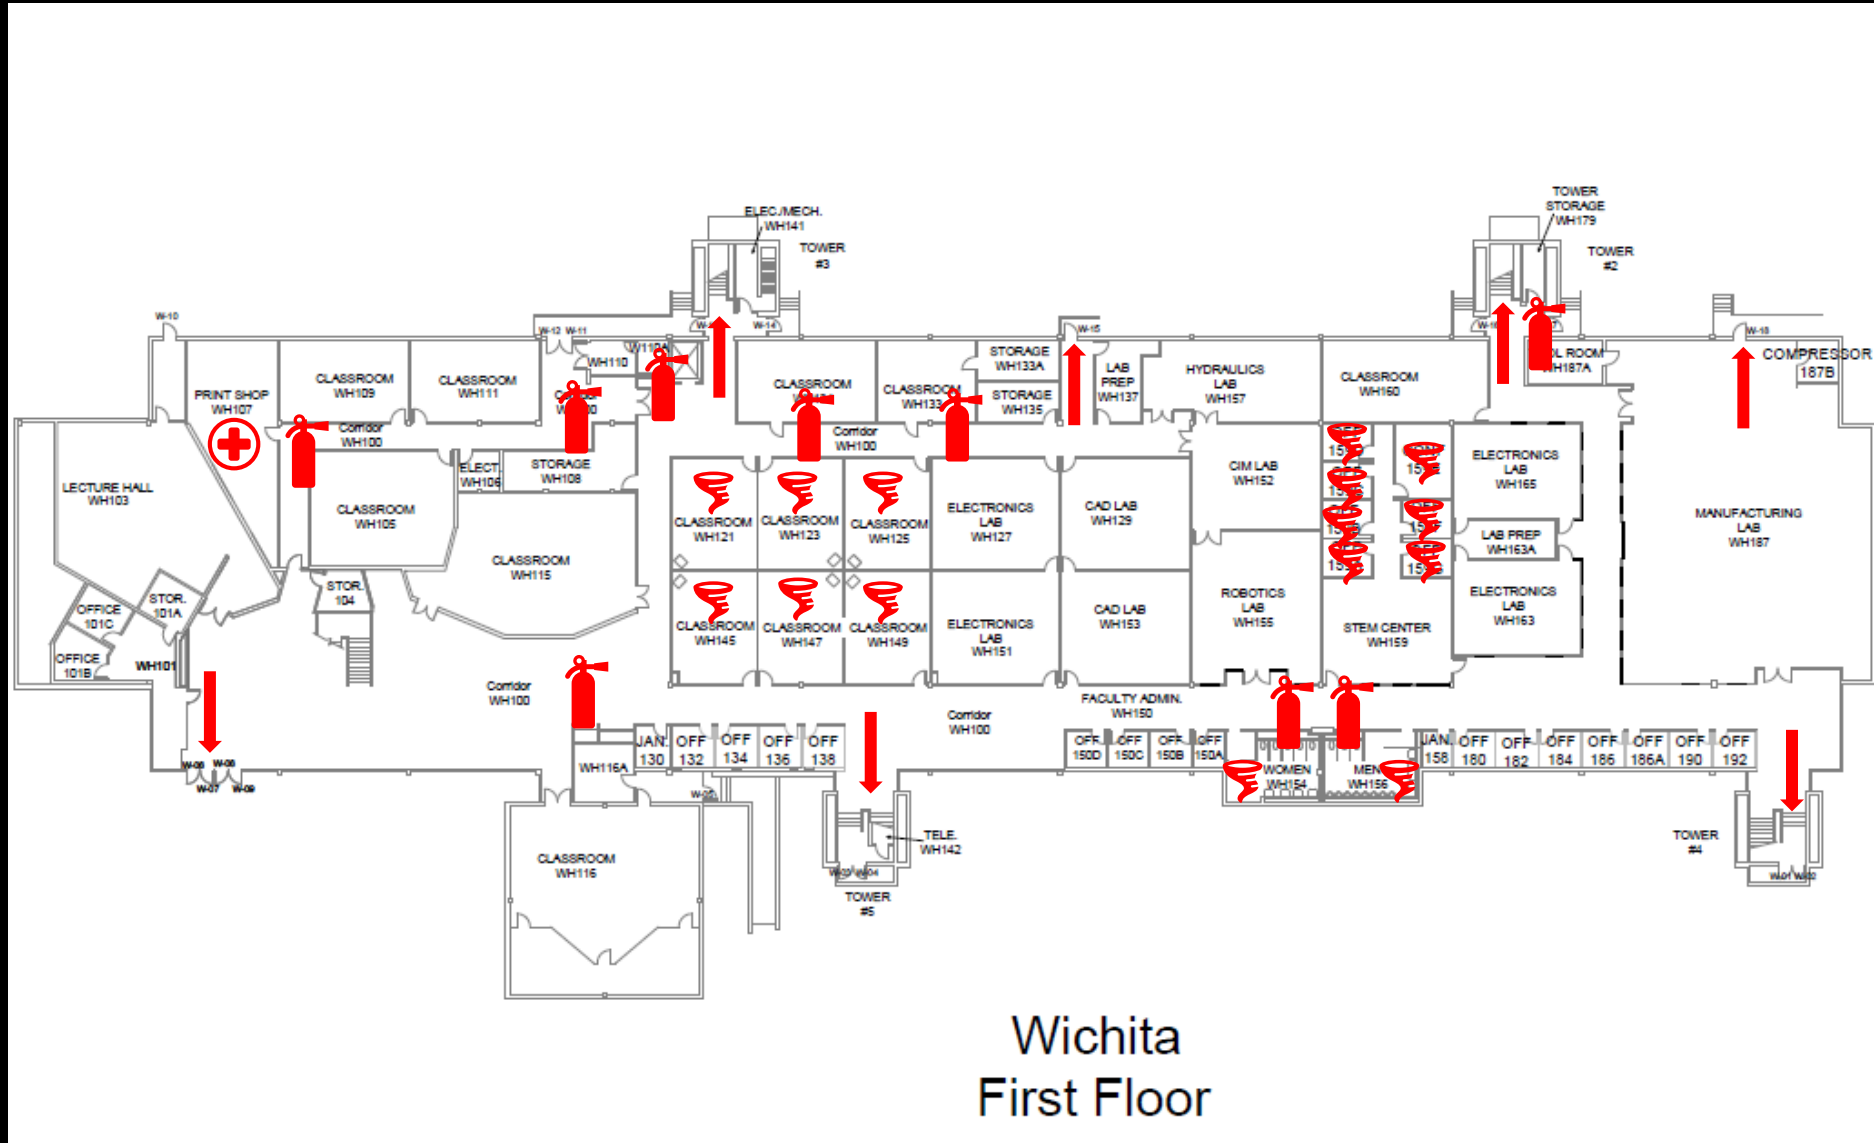 TOWER
STORAGE
WH179
ELEC./MECH.
WH141
TOWER
#3
TOWER
#2
W-10
W-12 W-11
W-14
W-15
W-18
WH110
STORAGE
WH133A
LAB
PREP
WH137
HYDRAULICS
LAB
WH157
CLASSROOM
WH160
WH187A
COMPRESSOR
187B
PRINT SHOP
WH107
CLASSROOM
WH109
CLASSROOM
WH111
CLASSROOM
CLASSROOM
STORAGE
WH135
Corridor
WH100
Corridor
WH100
LECTURE HALL
WH103
CLASSROOM
WH105
ELECT.
WH106
STORAGE
WH108
CLASSROOM
WH121
CLASSROOM
WH123
CLASSROOM
WH125
ELECTRONICS
LAB
WH127
CAD LAB
WH129
CIM LAB
WH152
ELECTRONICS
LAB
WH165
LAB PREP
WH163A
MANUFACTURING
LAB
WH187
CLASSROOM
WH115
STOR.
104
STOR.
101A
OFFICE
101C
OFFICE
101B
WH101
CLASSROOM
WH145
CLASSROOM
WH147
CLASSROOM
WH149
ELECTRONICS
LAB
WH151
CAD LAB
WH153
ROBOTICS
LAB
WH155
STEM CENTER
WH159
ELECTRONICS
LAB
WH163
Corridor
WH100
Corridor
WH100
FACULTY ADMIN.
WH150
W-06 W-08
W-07 W-09
WH116A
JAN.
130
OFF
132
OFF
134
OFF
136
OFF
138
OFF
150D
OFF
150C
OFF
150B
OFF
150A
WOMEN
WH154
MEN
WH156
JAN.
158
OFF
180
OFF
182
OFF
184
OFF
186
OFF
186A
OFF
190
OFF
192
W-05
TELE.
WH142
W-03 W-04
TOWER
#5
TOWER
#4
W-01 W-02
CLASSROOM
WH116
Wichita
First Floor